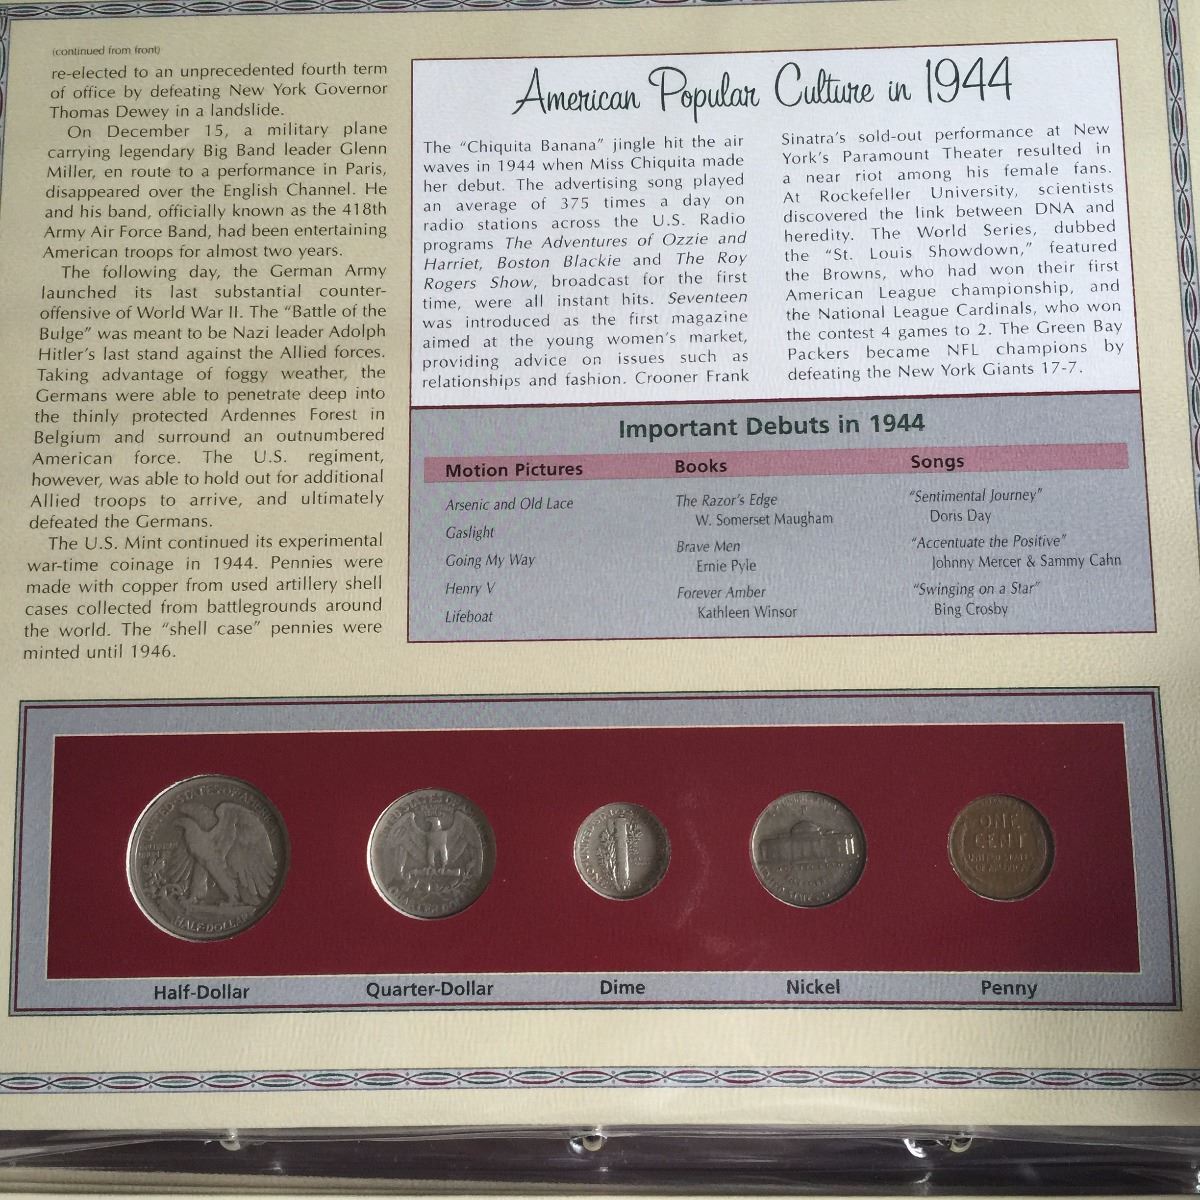 (continued from front)
re-elected to an unprecedented fourth term
of office by defeating New York Governor
Thomas Dewey in a landslide.
On December 15, a military plane
carrying legendary Big Band leader Glenn
Miller, en route to a performance in Paris,
disappeared over the English Channel. He
and his band, officially known as the 418th
Army Air Force Band, had been entertaining
American troops for almost two years.
The following day, the German Army
launched its last substantial counter-
offensive of World War II. The "Battle of the
Bulge" was meant to be Nazi leader Adolph
Hitler's last stand against the Allied forces.
Taking advantage of foggy weather, the
Germans were able to penetrate deep into
the thinly protected Ardennes Forest in
Belgium and surround an outnumbered
American force. The U.S. regiment,
however, was able to hold out for additional
Allied troops to arrive, and ultimately
defeated the Germans.
The U.S. Mint continued its experimental
war-time coinage in 1944. Pennies were
made with copper from used artillery shell
cases collected from battlegrounds around
the world. The "shell case" pennies were
minted until 1946.
American Popular Culture in 1944
The "Chiquita Banana" jingle hit the air
waves in 1944 when Miss Chiquita made
her debut. The advertising song played
an average of 375 times a day on
radio stations across the U.S. Radio
programs The Adventures of Ozzie and
Harriet, Boston Blackie and The Roy
Rogers Show, broadcast for the first
time, were all instant hits. Seventeen
was introduced as the first magazine
aimed at the young women's market,
providing advice on issues such as
relationships and fashion. Crooner Frank
Sinatra's sold-out performance at New
York's Paramount Theater resulted in
a near riot among his female fans.
At Rockefeller University, scientists
discovered the link between DNA and
heredity. The World Series, dubbed
the "St. Louis Showdown," featured
the Browns, who had won their first
American League championship, and
the National League Cardinals, who won
the contest 4 games to 2. The Green Bay
Packers became NFL champions by
defeating the New York Giants 17-7.
Important Debuts in 1944
Motion Pictures
Arsenic and Old Lace
Gaslight
Going My Way
Henry V
Lifeboat
Books
The Razor's Edge
W. Somerset Maugham
Brave Men
Ernie Pyle
Forever Amber
Kathleen Winsor
Songs
"Sentimental Journey"
Doris Day
"Accentuate the Positive"
Johnny Mercer & Sammy Cahn
"Swinging on a Star"
Bing Crosby
UNITED STATES OF AMERICA
HALF DOLLAR
ONE
CENT
UNITED STATES
OF AMERICA
Half-Dollar
Quarter-Dollar
Dime
Nickel
Penny